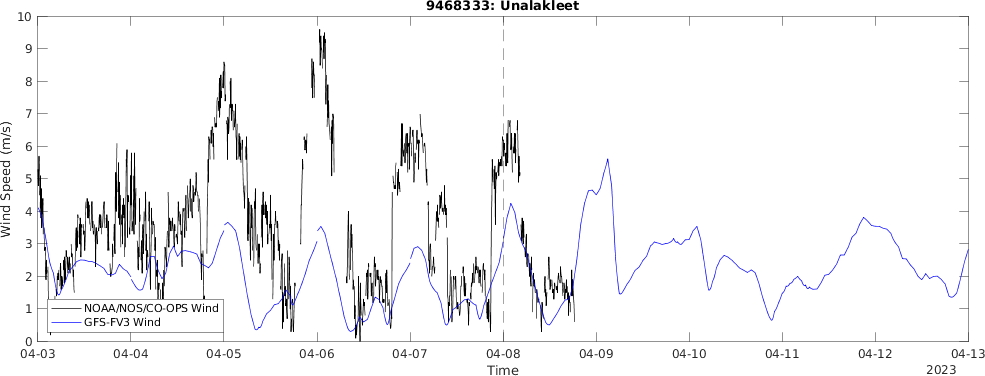 9468333: Unalakleet
10
9
8
7
6
5
4
3
2
1
0
Wind Speed (m/s)
NOAA/NOS/CO-OPS Wind
GFS-FV3 Wind
04-03 04-04 04-05 04-06 04-07 04-08 04-09 04-10 04-11 04-12 04-13
Time
2023